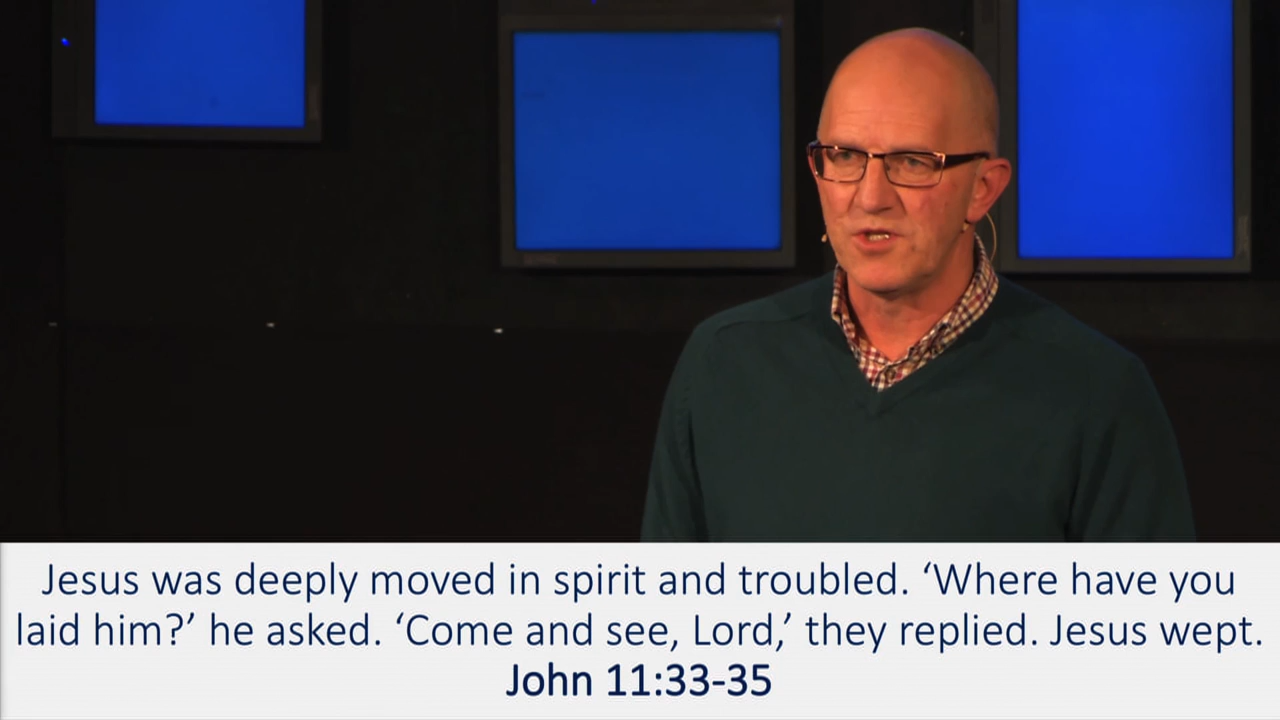 Jesus was deeply moved in spirit and troubled. ‘Where have you
laid him?’ he asked. ‘Come and see, Lord,’ they replied. Jesus wept.
John 11:33-35